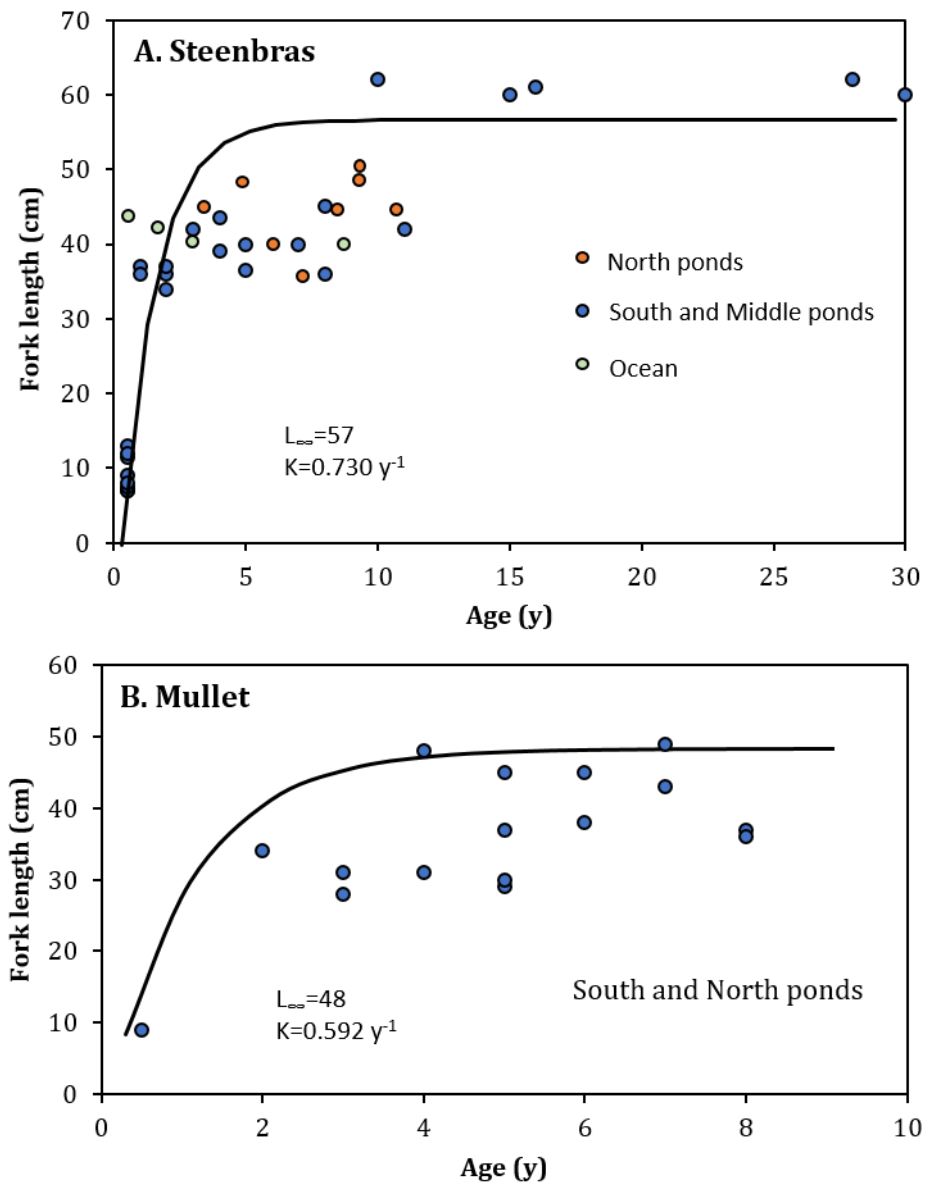 A. Steenbras
Fork length (cm)
70
60
50
40
30
20
10
0
North ponds
South and Middle ponds
Ocean
L∞=57
K=0.730 y⁻¹
0 5 10 15 20 25 30
Age (y)
B. Mullet
Fork length (cm)
60
50
40
30
20
10
0
South and North ponds
L∞=48
K=0.592 y⁻¹
0 2 4 6 8 10
Age (y)